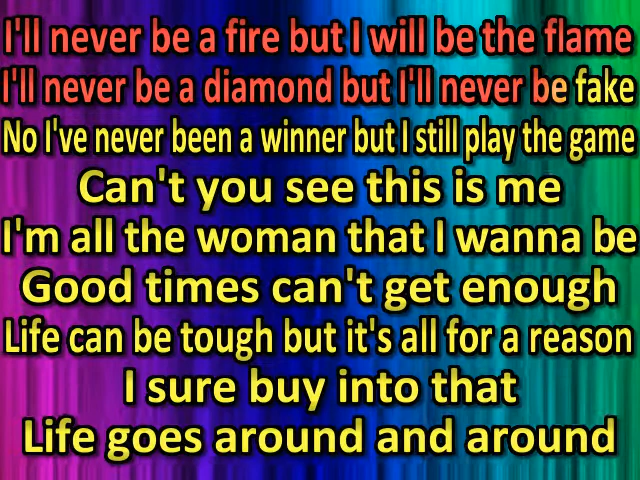 I'll never be a fire but I will be the flame
I'll never be a diamond but I'll never be fake
No I've never been a winner but I still play the game
Can't you see this is me
I'm all the woman that I wanna be
Good times can't get enough
Life can be tough but it's all for a reason
I sure buy into that
Life goes around and around